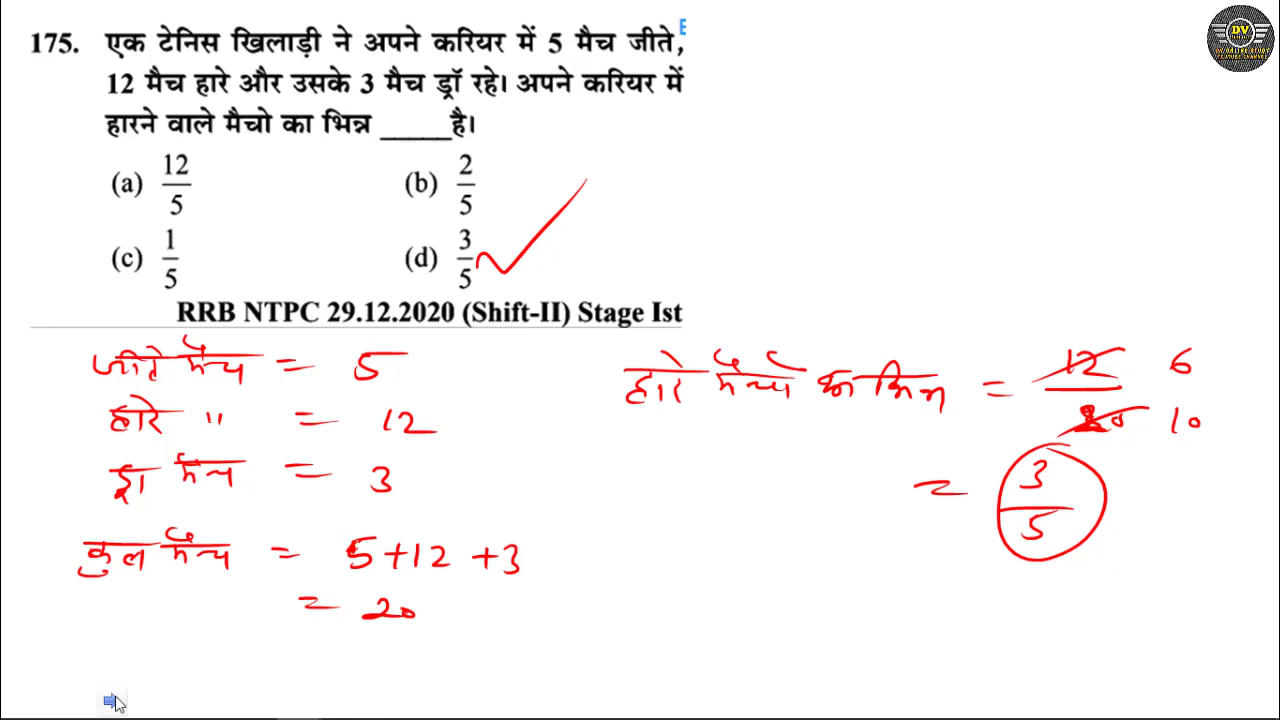 175. एक टेनिस खिलाड़ी ने अपने करियर में 5 मैच जीते,
12 मैच हारे और उसके 3 मैच ड्रॉ रहे। अपने करियर में
हारने वाले मैचो का भिन्न _____है।
(a) 12/5 (b) 2/5
(c) 1/5 (d) 3/5
RRB NTPC 29.12.2020 (Shift-II) Stage Ist
जीते मैच = 5
हारे " = 12
ड्रा मैच = 3
कुल मैच = 5+12+3
= 20
हारे मैचों का भिन्न = 12/20 6/10
= 3/5
DV